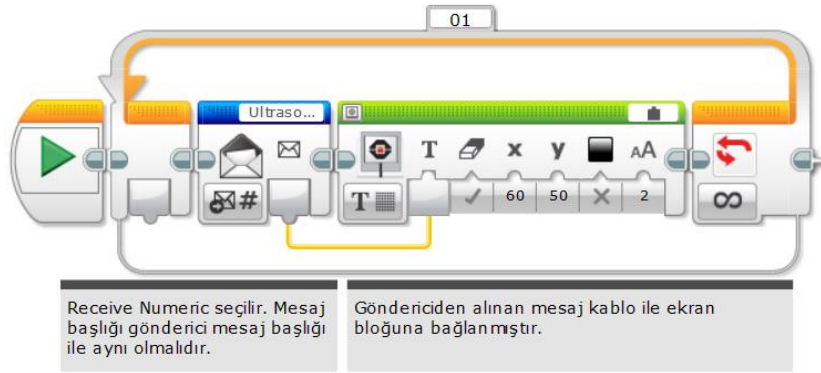 01
Ultraso...
T x y AA
# T 60 50 2 ∞
Receive Numeric seçilir. Mesaj
başlığı gönderici mesaj başlığı
ile aynı olmalıdır.
Göndericiden alınan mesaj kablo ile ekran
bloğuna bağlanmıştır.